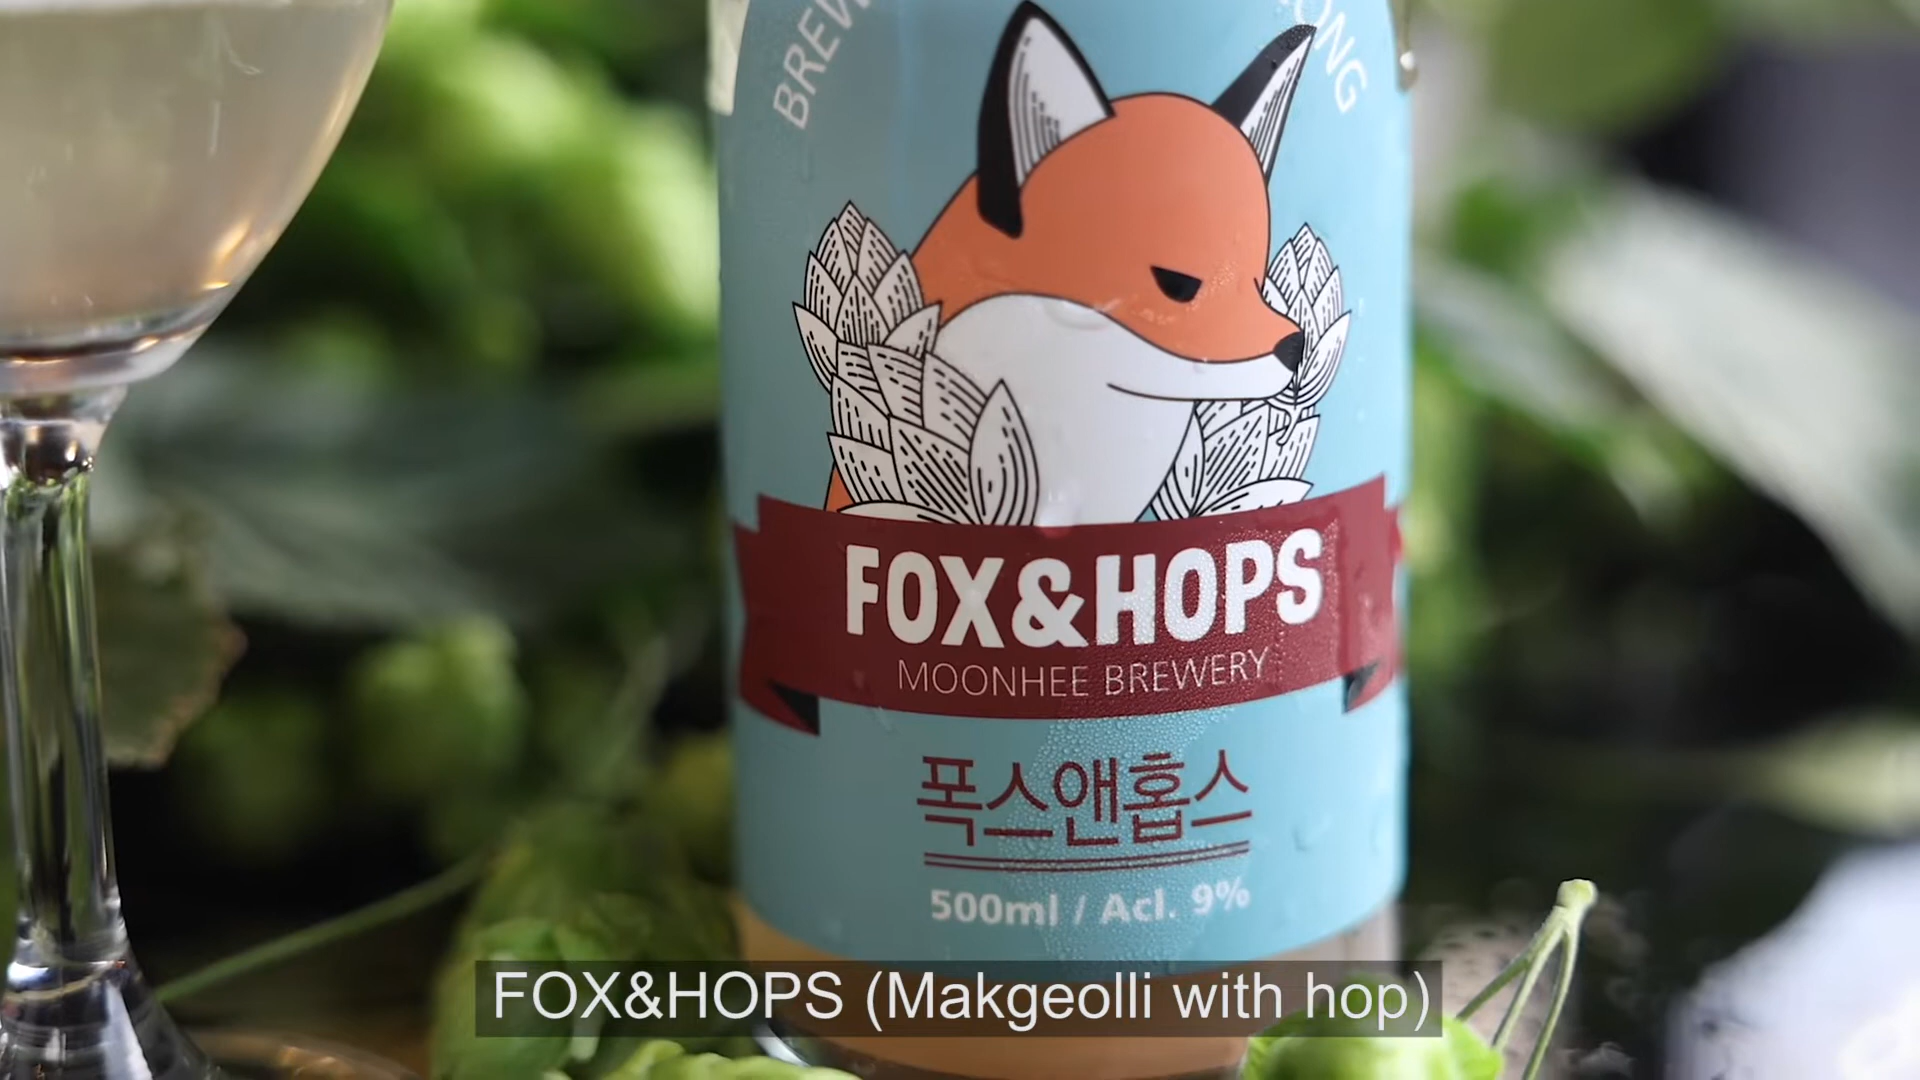 FOX&HOPS
MOONHEE BREWERY
폭스앤홉스
500ml / Acl. 9%
FOX&HOPS (Makgeolli with hop)